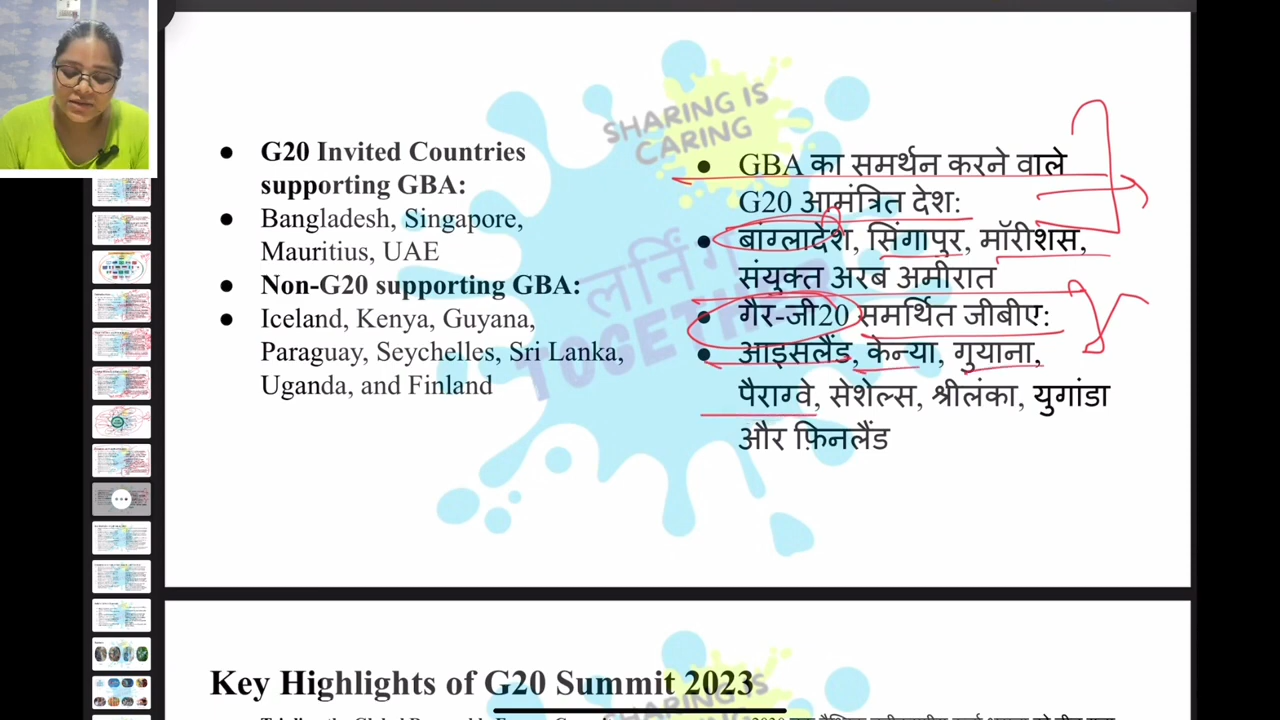 SHARING IS
CARING
G20 Invited Countries
supporting GBA:
Bangladesh, Singapore,
Mauritius, UAE
Non-G20 supporting GBA:
Iceland, Kenya, Guyana,
Paraguay, Seychelles, Sri Lanka,
Uganda, and Finland
GBA का समर्थन करने वाले
G20 आमंत्रित देश:
बांग्लादेश, सिंगापुर, मॉरीशस,
संयुक्त अरब अमीरात
गैर-जी20 समर्थित जीबीए:
आइसलैंड, केन्या, गुयाना,
पैराग्वे, सेशेल्स, श्रीलंका, युगांडा
और फ़िनलैंड
Key Highlights of G20 Summit 2023